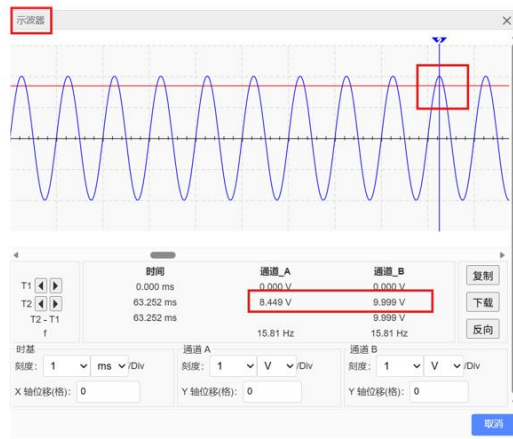 示波器
时间 通道_A 通道_B
T1 0.000 ms 0.000 V 0.000 V
T2 63.252 ms 8.449 V 9.999 V
T2 - T1 63.252 ms 9.999 V
f 15.81 Hz 15.81 Hz
复制
下载
反向
时基 通道 A 通道 B
刻度: 1 ms /Div 刻度: 1 V /Div 刻度: 1 V /Div
X 轴位移(格): 0 Y 轴位移(格): 0 Y 轴位移(格): 0
取消